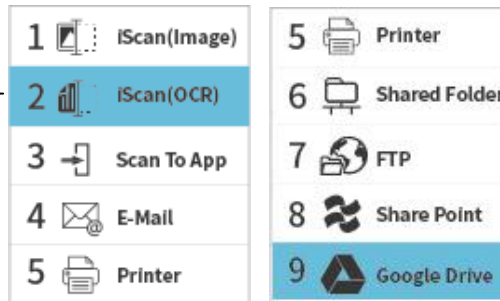 1 iScan(Image)
2 iScan(OCR)
3 Scan To App
4 E-Mail
5 Printer
5 Printer
6 Shared Folder
7 FTP
8 Share Point
9 Google Drive